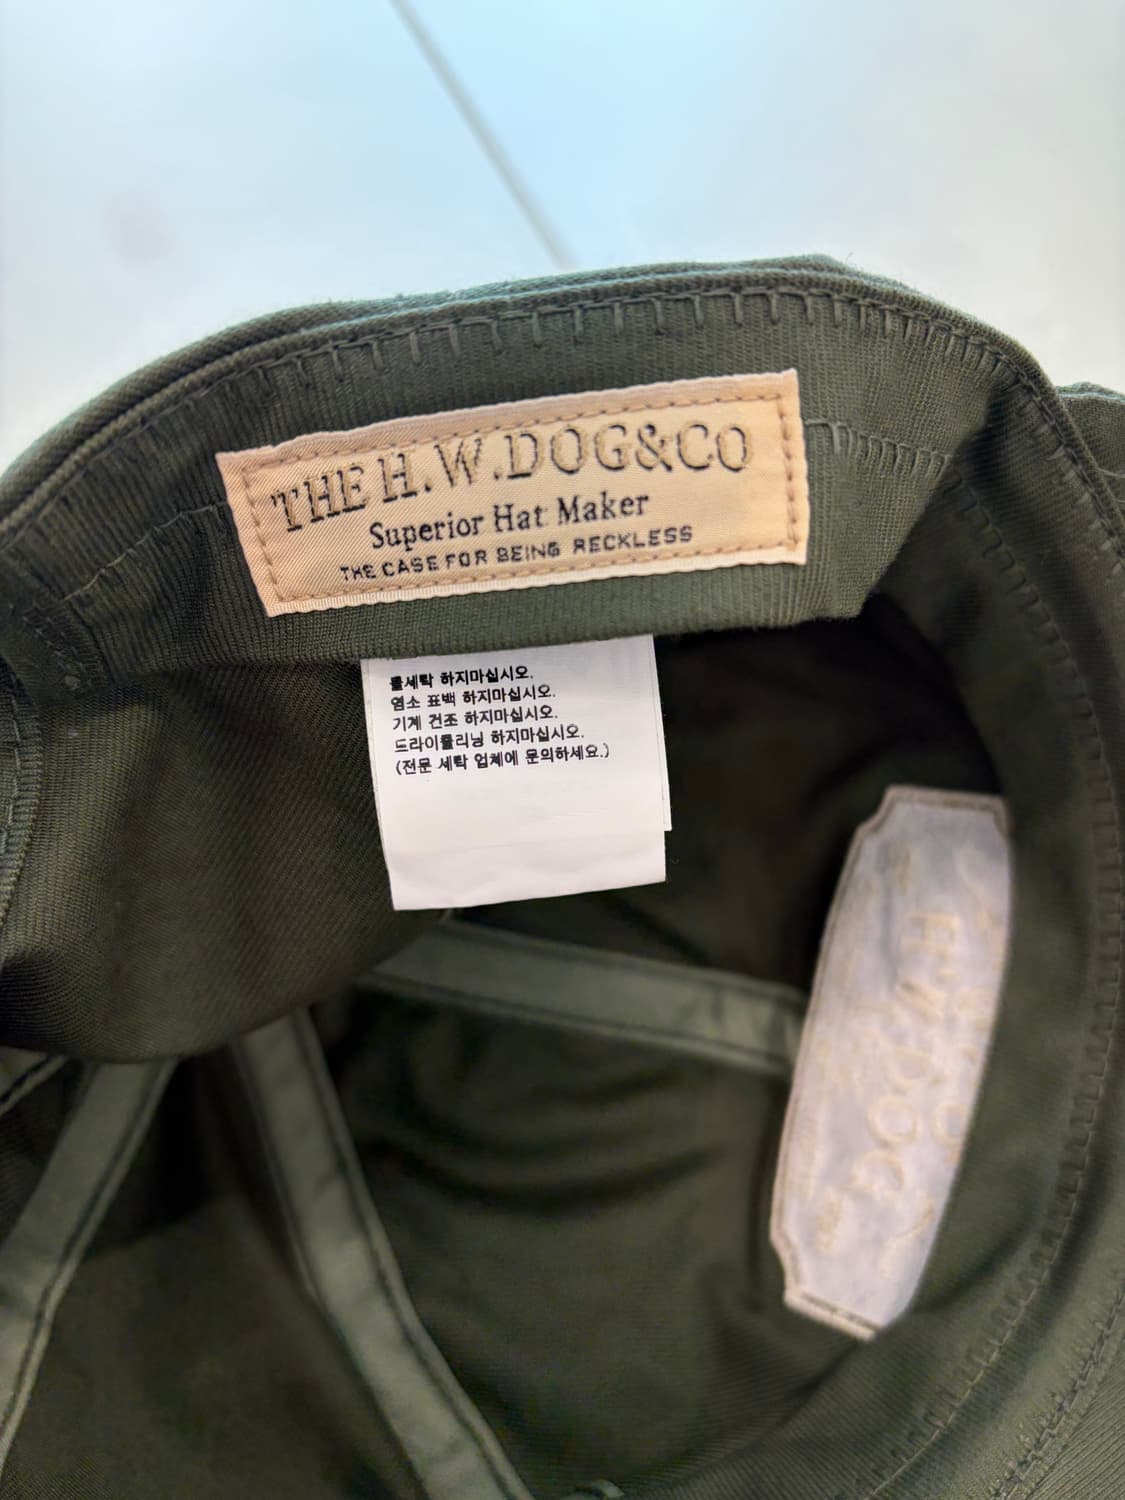 THE H.W.DOG&CO
Superior Hat Maker
THE CASE FOR BEING RECKLESS
물세탁 하지마십시오.
염소 표백 하지마십시오.
기계 건조 하지마십시오.
드라이클리닝 하지마십시오.
(전문 세탁 업체에 문의하세요.)